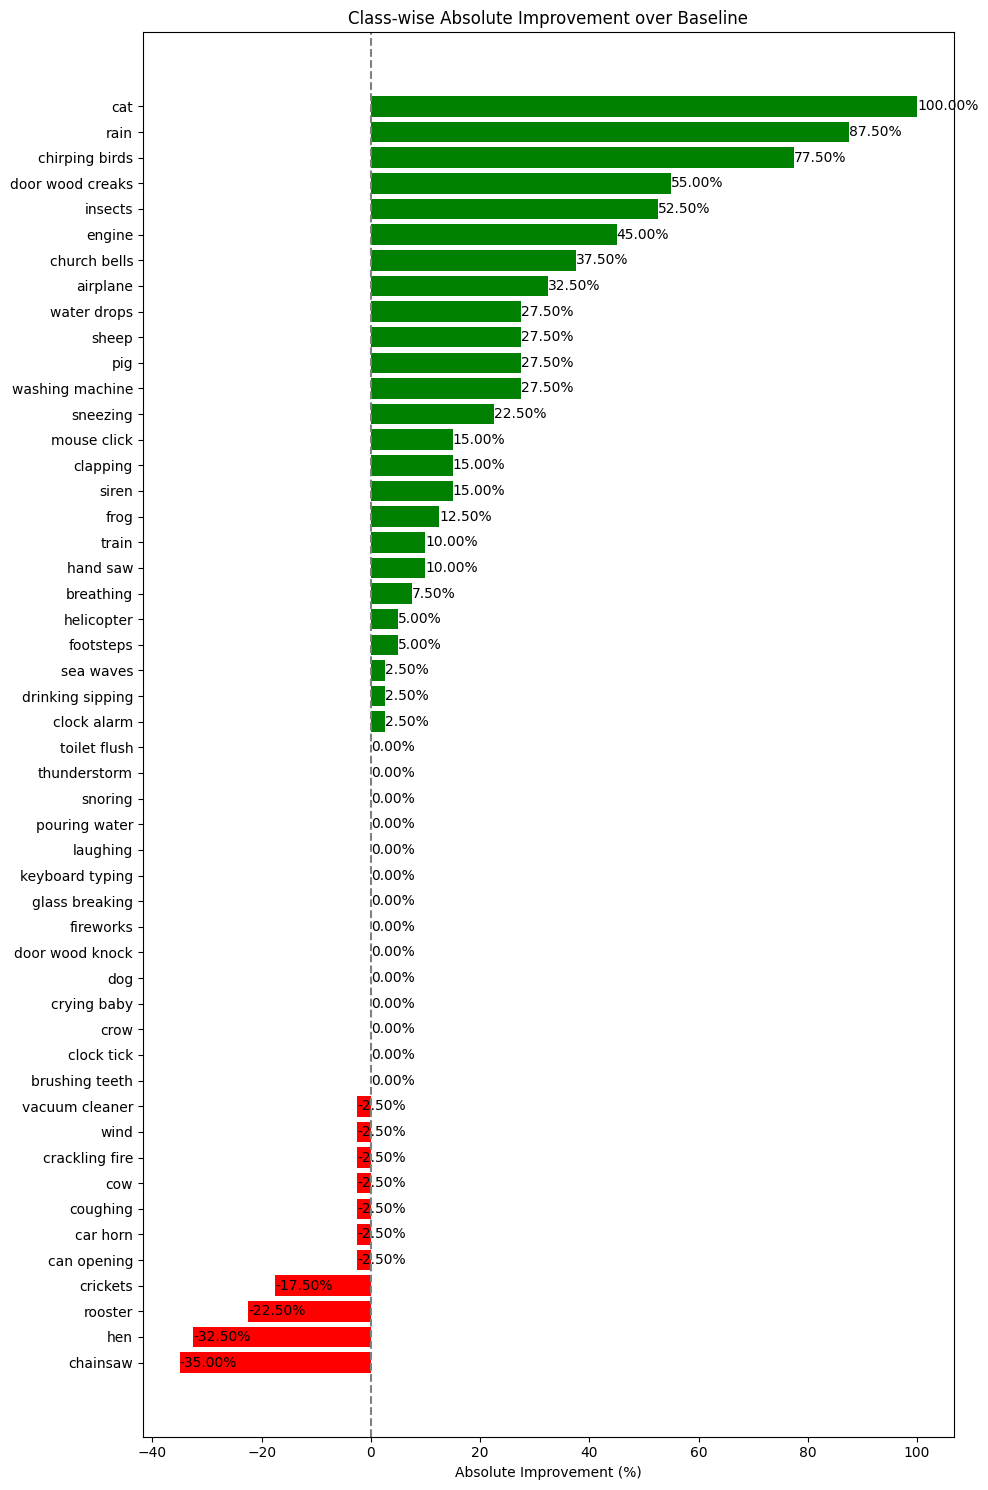 Class-wise Absolute Improvement over Baseline
cat 100.00%
rain 87.50%
chirping birds 77.50%
door wood creaks 55.00%
insects 52.50%
engine 45.00%
church bells 37.50%
airplane 32.50%
water drops 27.50%
sheep 27.50%
pig 27.50%
washing machine 27.50%
sneezing 22.50%
mouse click 15.00%
clapping 15.00%
siren 15.00%
frog 12.50%
train 10.00%
hand saw 10.00%
breathing 7.50%
helicopter 5.00%
footsteps 5.00%
sea waves 2.50%
drinking sipping 2.50%
clock alarm 2.50%
toilet flush 0.00%
thunderstorm 0.00%
snoring 0.00%
pouring water 0.00%
laughing 0.00%
keyboard typing 0.00%
glass breaking 0.00%
fireworks 0.00%
door wood knock 0.00%
dog 0.00%
crying baby 0.00%
crow 0.00%
clock tick 0.00%
brushing teeth 0.00%
vacuum cleaner -2.50%
wind -2.50%
crackling fire -2.50%
cow -2.50%
coughing -2.50%
car horn -2.50%
can opening -2.50%
crickets -17.50%
rooster -22.50%
hen -32.50%
chainsaw -35.00%
−40 −20 0 20 40 60 80 100
Absolute Improvement (%)